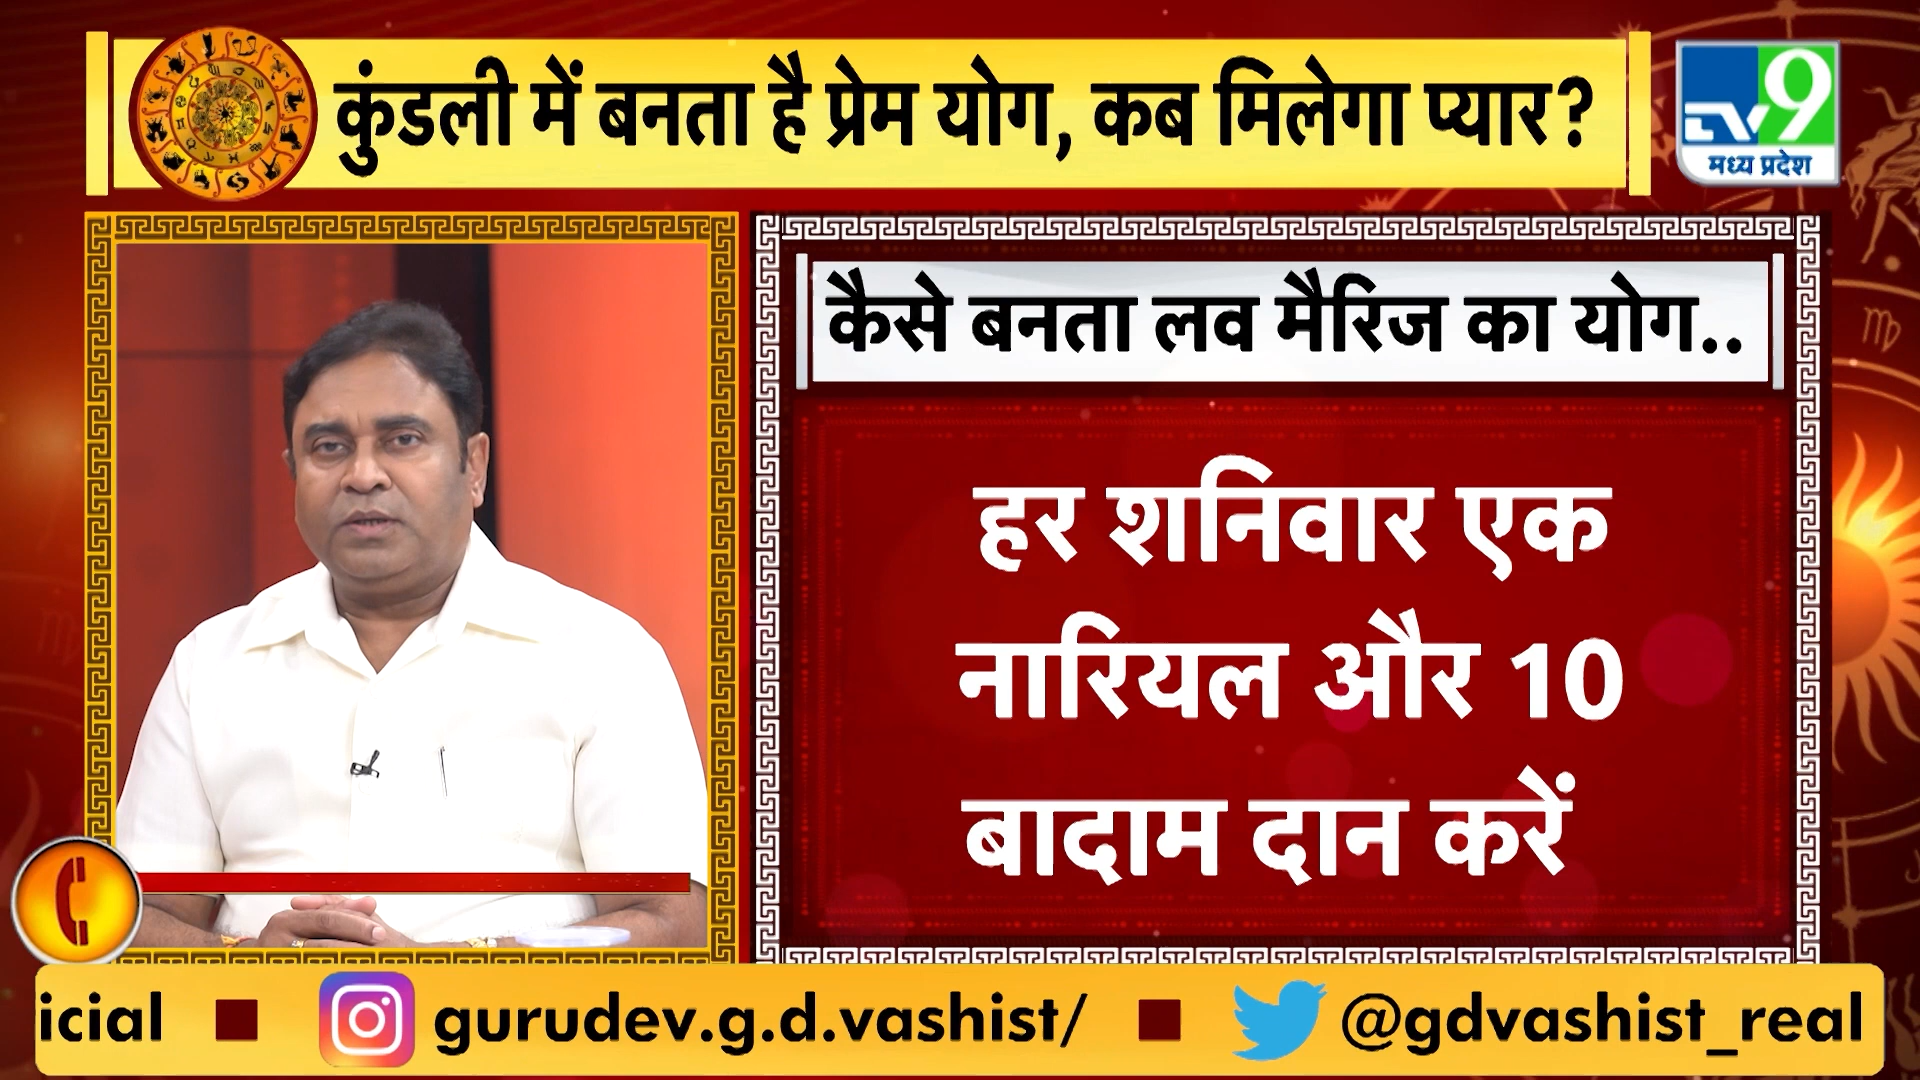 कुंडली में बनता है प्रेम योग, कब मिलेगा प्यार?
TV9
मध्य प्रदेश
कैसे बनता लव मैरिज का योग..
हर शनिवार एक
नारियल और 10
बादाम दान करें
icial gurudev.g.d.vashist/ @gdvashist_real